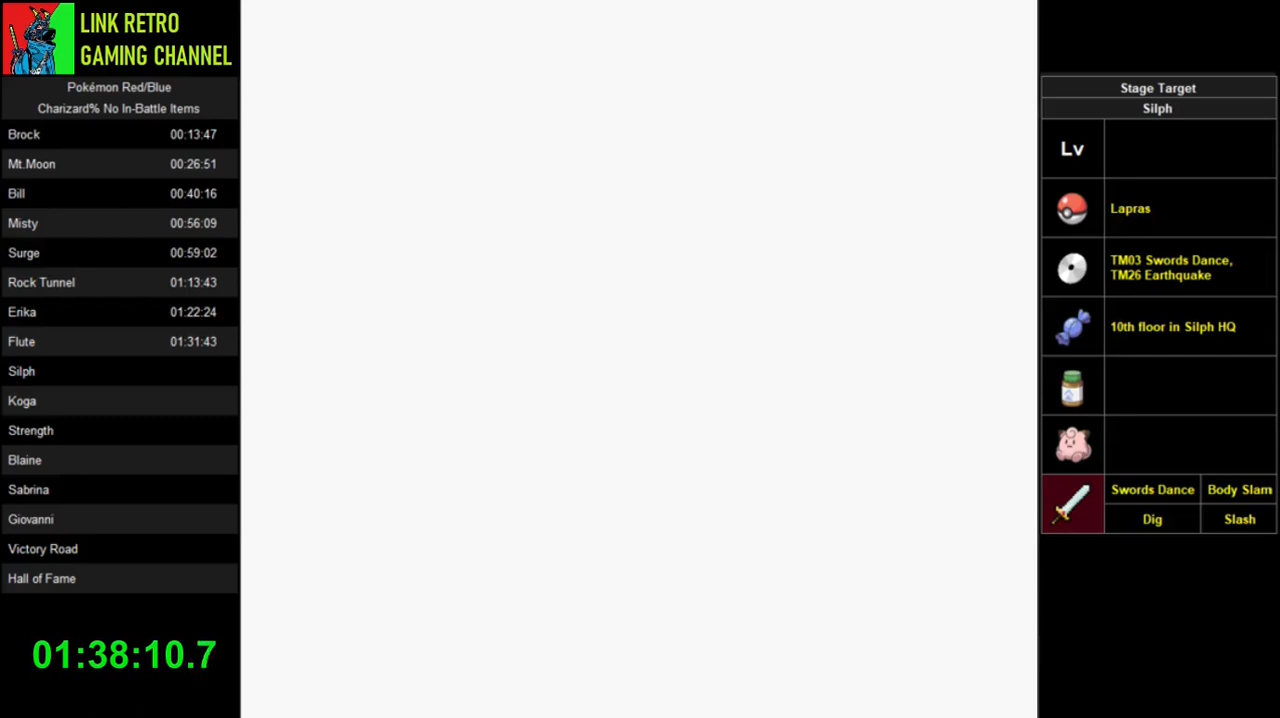 LINK RETRO
GAMING CHANNEL
Pokémon Red/Blue
Charizard% No In-Battle Items
Brock 00:13:47
Mt.Moon 00:26:51
Bill 00:40:16
Misty 00:56:09
Surge 00:59:02
Rock Tunnel 01:13:43
Erika 01:22:24
Flute 01:31:43
Silph
Koga
Strength
Blaine
Sabrina
Giovanni
Victory Road
Hall of Fame
01:38:10.7
Stage Target
Silph
Lv
Lapras
TM03 Swords Dance,
TM26 Earthquake
10th floor in Silph HQ
Swords Dance Body Slam
Dig Slash